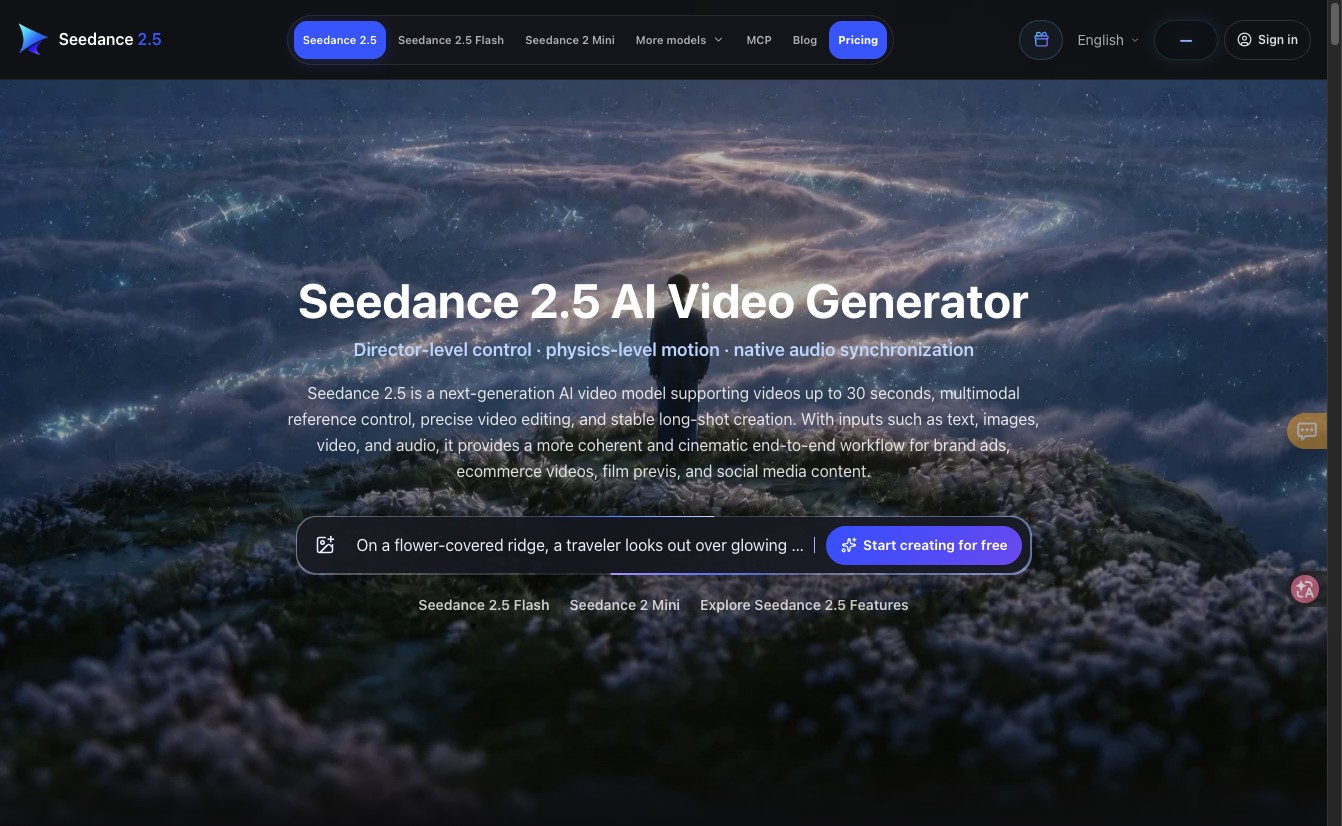 Seedance 2.5
Seedance 2.5
Seedance 2.5 Flash
Seedance 2 Mini
More models
MCP
Blog
Pricing
English
Sign in
Seedance 2.5 AI Video Generator
Director-level control · physics-level motion · native audio synchronization
Seedance 2.5 is a next-generation AI video model supporting videos up to 30 seconds, multimodal
reference control, precise video editing, and stable long-shot creation. With inputs such as text, images,
video, and audio, it provides a more coherent and cinematic end-to-end workflow for brand ads,
ecommerce videos, film previs, and social media content.
On a flower-covered ridge, a traveler looks out over glowing ...
Start creating for free
Seedance 2.5 Flash
Seedance 2 Mini
Explore Seedance 2.5 Features